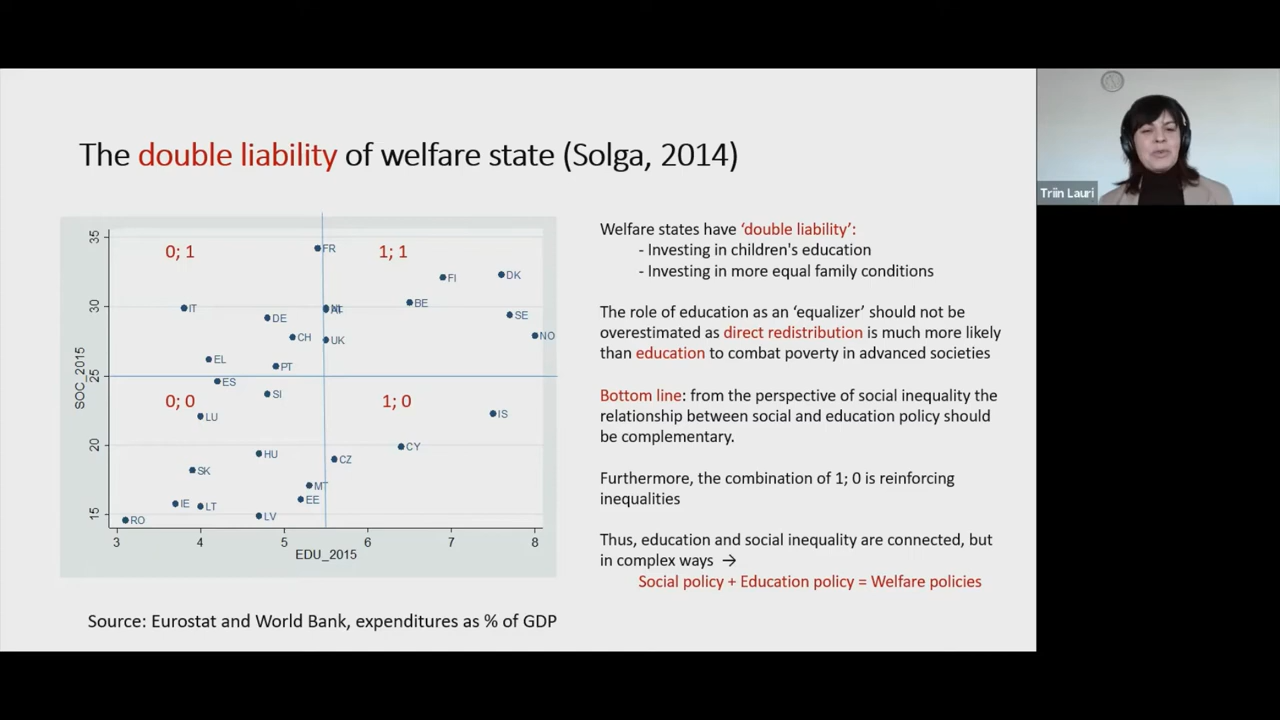 The double liability of welfare state (Solga, 2014)
Triin Lauri
35
30
25
20
15
SOC_2015
0; 1
1; 1
0; 0
1; 0
FR
FI
DK
IT
BE
SE
DE
NO
CH
UK
EL
PT
ES
SI
LU
IS
CY
HU
CZ
SK
MT
EE
IE
LT
LV
RO
3 4 5 6 7 8
EDU_2015
Source: Eurostat and World Bank, expenditures as % of GDP
Welfare states have ‘double liability’:
- Investing in children's education
- Investing in more equal family conditions
The role of education as an ‘equalizer’ should not be
overestimated as direct redistribution is much more likely
than education to combat poverty in advanced societies
Bottom line: from the perspective of social inequality the
relationship between social and education policy should
be complementary.
Furthermore, the combination of 1; 0 is reinforcing
inequalities
Thus, education and social inequality are connected, but
in complex ways →
Social policy + Education policy = Welfare policies